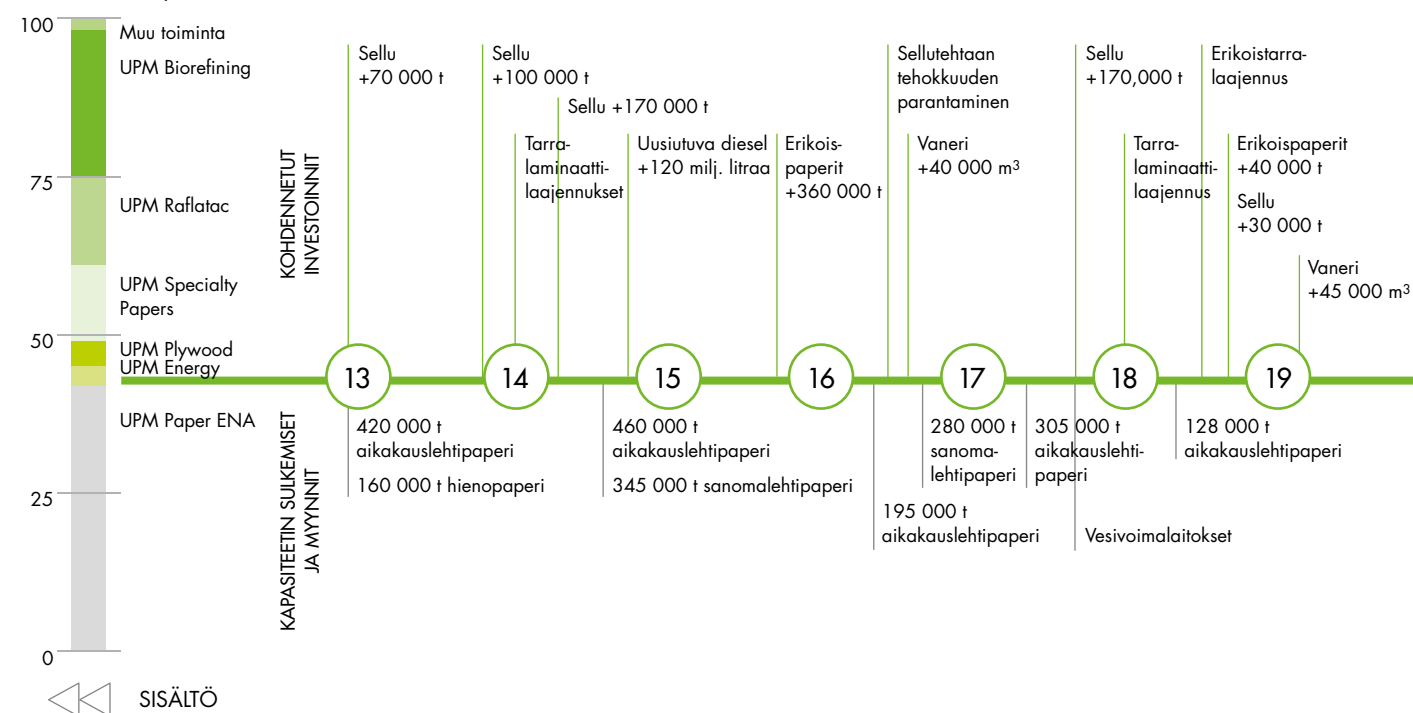 100
75
50
25
0
Muu toiminta
UPM Biorefining
UPM Raflatac
UPM Specialty
Papers
UPM Plywood
UPM Energy
UPM Paper ENA
KOHDENNETUT
INVESTOINNIT
Sellu
+70 000 t
Sellu
+100 000 t
Sellu +170 000 t
Tarra-
laminaatti-
laajennukset
Uusiutuva diesel
+120 milj. litraa
Erikois-
paperit
+360 000 t
Sellutehtaan
tehokkuuden
parantaminen
Vaneri
+40 000 m³
Sellu
+170,000 t
Tarra-
laminaatti-
laajennus
Erikoistarra-
laajennus
Erikoispaperit
+40 000 t
Sellu
+30 000 t
Vaneri
+45 000 m³
13 14 15 16 17 18 19
KAPASITEETIN SULKEMISET
JA MYYNNIT
420 000 t
aikakauslehtipaperi
160 000 t hienopaperi
460 000 t
aikakauslehtipaperi
345 000 t sanomalehtipaperi
195 000 t
aikakauslehtipaperi
280 000 t
sanoma-
lehtipaperi
305 000 t
aikakauslehti-
paperi
Vesivoimalaitokset
128 000 t
aikakauslehtipaperi
SISÄLTÖ